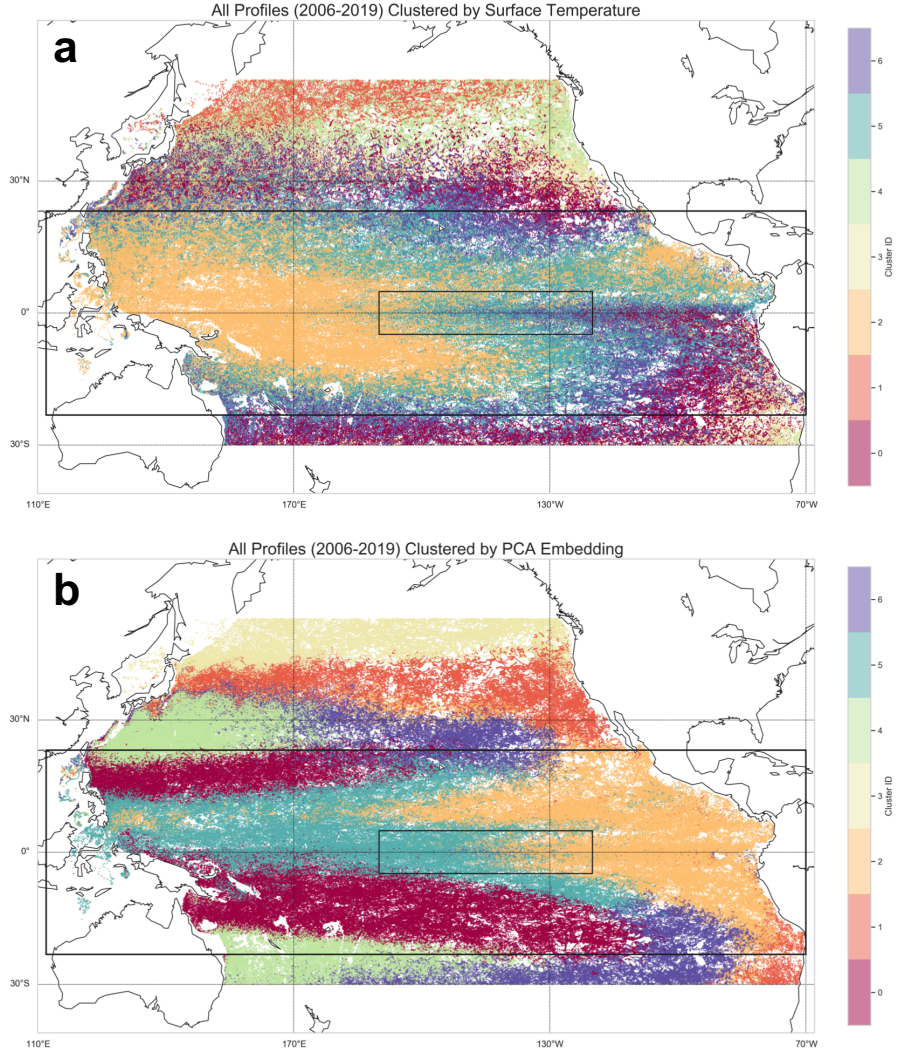 All Profiles (2006-2019) Clustered by Surface Temperature
a
30°N
0°
30°S
110°E 170°E 130°W 70°W
6
5
4
3
2
1
0
Cluster ID
All Profiles (2006-2019) Clustered by PCA Embedding
b
30°N
0°
30°S
110°E 170°E 130°W 70°W
6
5
4
3
2
1
0
Cluster ID